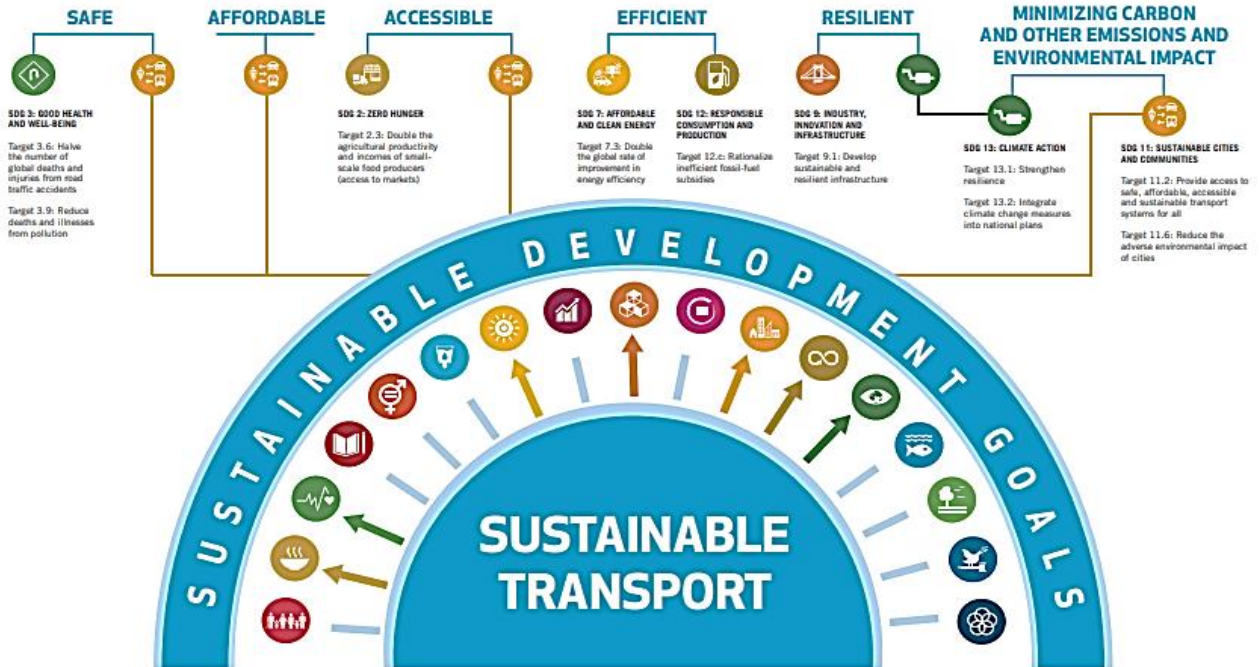 SAFE
AFFORDABLE
ACCESSIBLE
EFFICIENT
RESILIENT
MINIMIZING CARBON
AND OTHER EMISSIONS AND
ENVIRONMENTAL IMPACT
SDG 3: GOOD HEALTH
AND WELL-BEING
Target 3.6: Halve
the number of
global deaths and
injuries from road
traffic accidents
Target 3.9: Reduce
deaths and illnesses
from pollution
SDG 2: ZERO HUNGER
Target 2.3: Double the
agricultural productivity
and incomes of small-
scale food producers
(access to markets)
SDG 7: AFFORDABLE
AND CLEAN ENERGY
Target 7.3: Double
the global rate of
improvement in
energy efficiency
SDG 12: RESPONSIBLE
CONSUMPTION AND
PRODUCTION
Target 12.c: Rationalize
inefficient fossil-fuel
subsidies
SDG 9: INDUSTRY,
INNOVATION AND
INFRASTRUCTURE
Target 9.1: Develop
sustainable and
resilient infrastructure
SDG 13: CLIMATE ACTION
Target 13.1: Strengthen
resilience
Target 13.2: Integrate
climate change measures
into national plans
SDG 11: SUSTAINABLE CITIES
AND COMMUNITIES
Target 11.2: Provide access to
safe, affordable, accessible
and sustainable transport
systems for all
Target 11.6: Reduce the
adverse environmental impact
of cities
SUSTAINABLE DEVELOPMENT GOALS
SUSTAINABLE
TRANSPORT